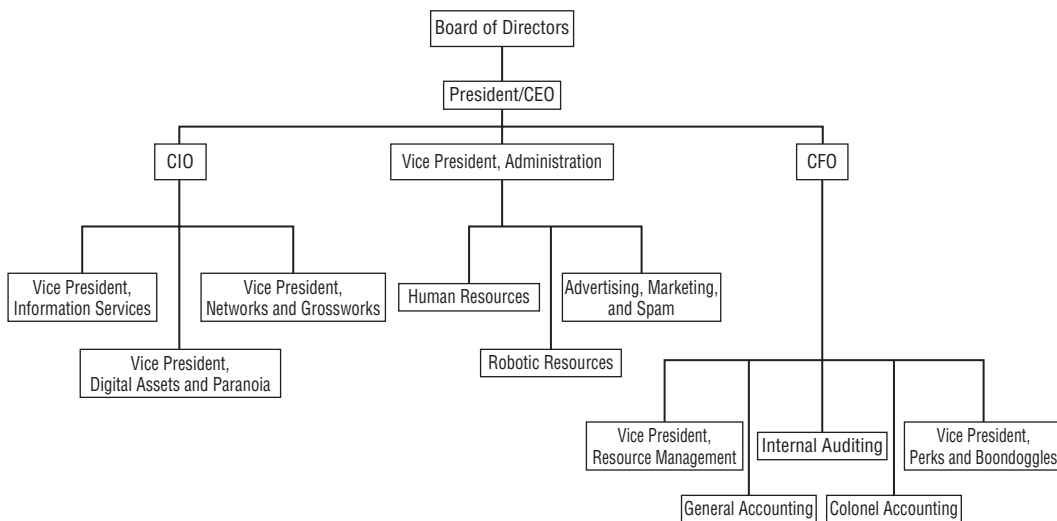 Board of Directors
President/CEO
CIO
Vice President, Administration
CFO
Vice President,
Information Services
Vice President,
Networks and Grossworks
Vice President,
Digital Assets and Paranoia
Human Resources
Advertising, Marketing,
and Spam
Robotic Resources
Vice President,
Resource Management
Internal Auditing
Vice President,
Perks and Boondoggles
General Accounting
Colonel Accounting